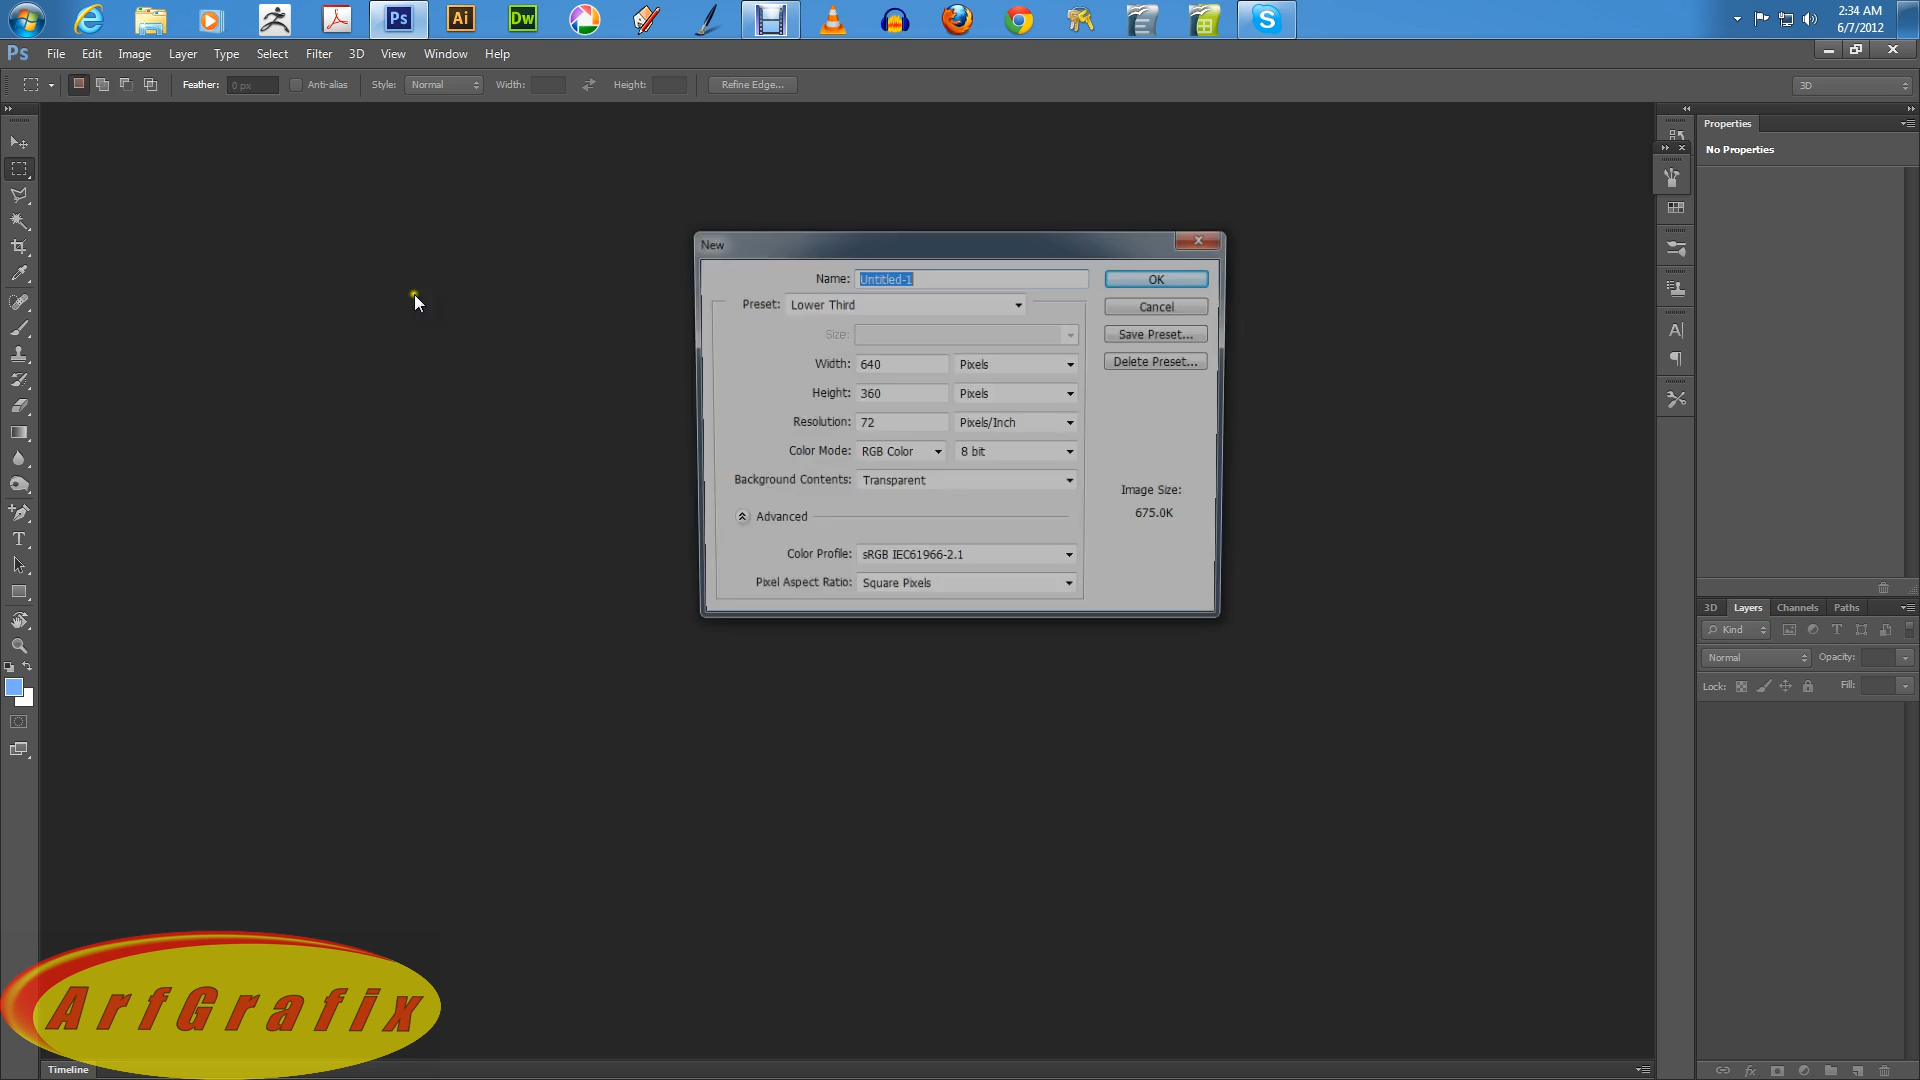 Ps
Ai
Dw
S
2:34 AM
6/7/2012
Ps File Edit Image Layer Type Select Filter 3D View Window Help
Feather: 0 px Anti-alias Style: Normal Width: Height: Refine Edge... 3D
Properties
No Properties
New
Name: Untitled-1
OK
Preset: Lower Third
Cancel
Size:
Save Preset...
Width: 640 Pixels
Delete Preset...
Height: 360 Pixels
Resolution: 72 Pixels/Inch
Color Mode: RGB Color 8 bit
Background Contents: Transparent
Image Size:
675.0K
Advanced
Color Profile: sRGB IEC61966-2.1
Pixel Aspect Ratio: Square Pixels
3D Layers Channels Paths
Kind
Normal Opacity:
Lock: Fill:
ArfGrafix
Timeline